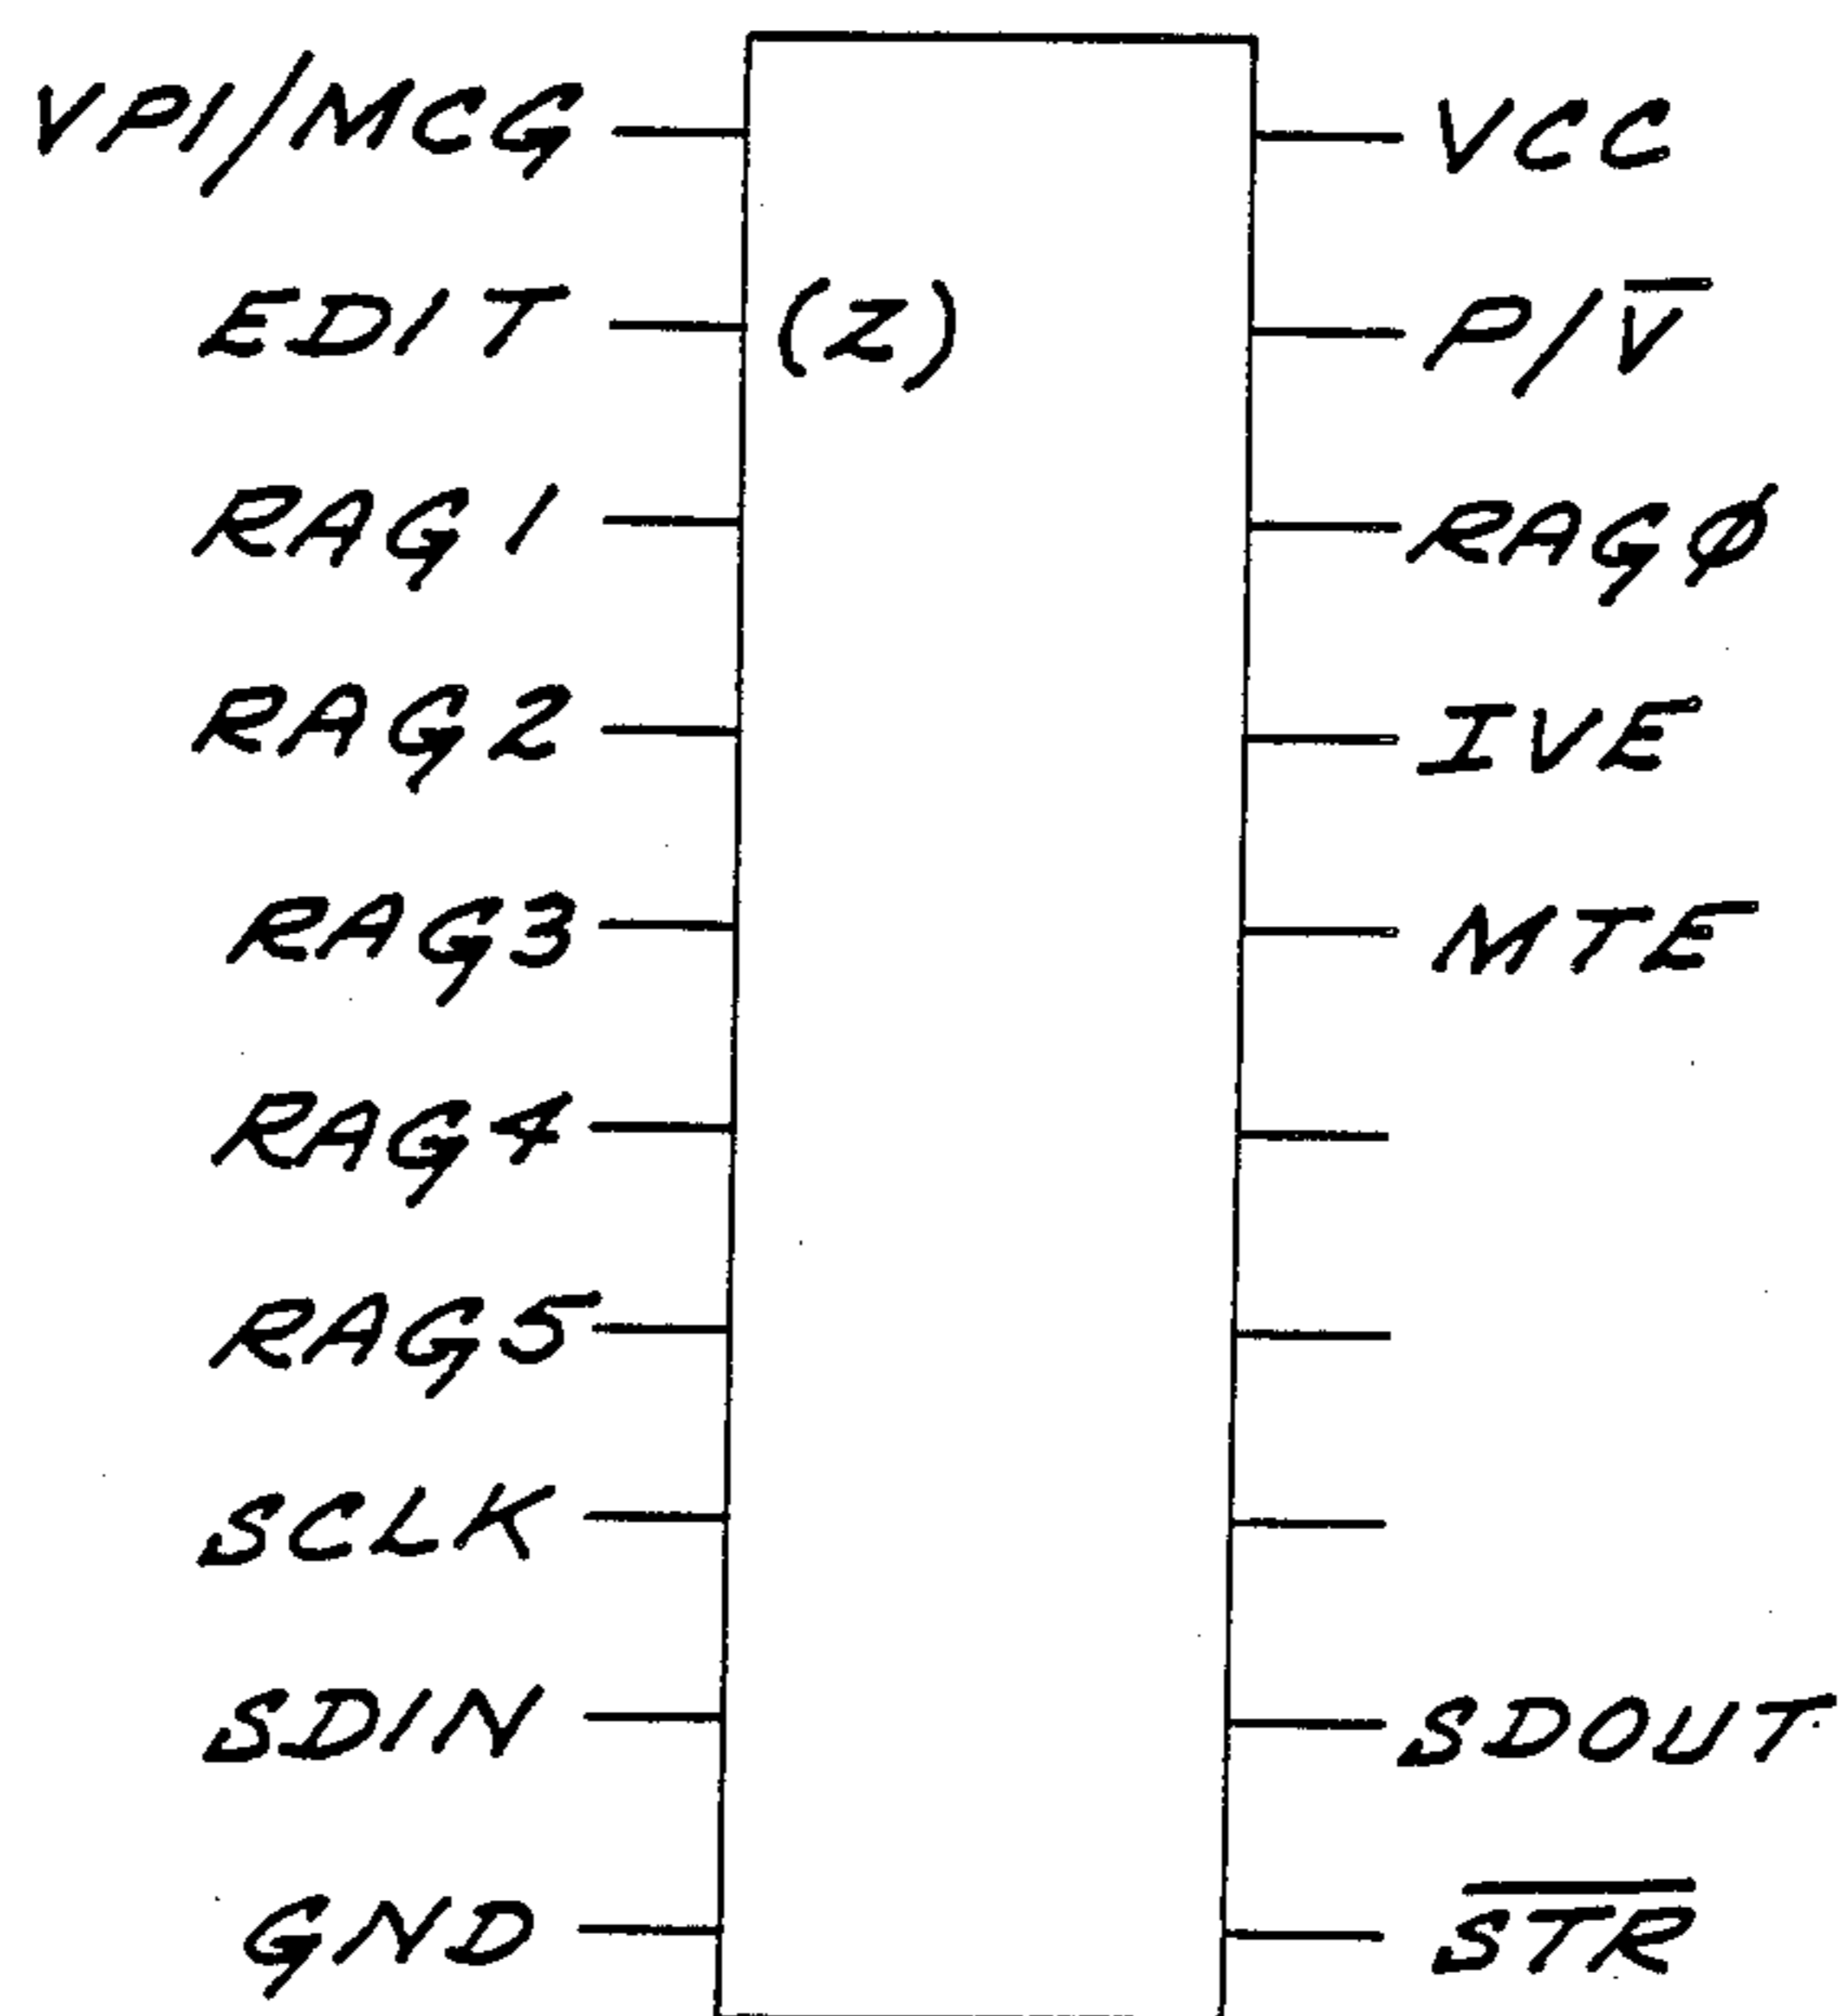 VPI/MCG VCC
EDIT (Z) P/V̅
RAG1 RAGØ
RAG2 IVE
RAG3 MTE
RAG4
RAG5
SCLK
SDIN SDOUT
GND S̅T̅R̅